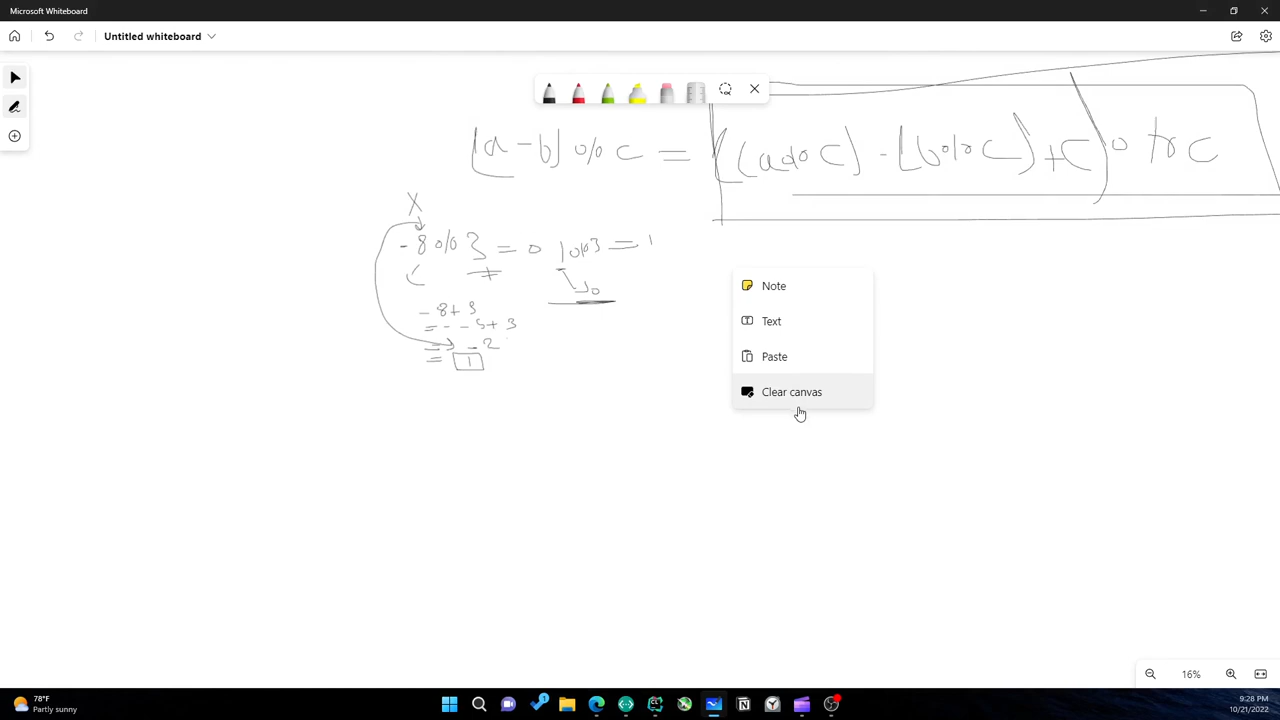 Microsoft Whiteboard
Untitled whiteboard
(a - b) % c = ((a % c) - (b % c) + c) % c
X
- 8 % 3 = 0 10 % 3 = 1
- 8 + 3
= - 5 + 3
= - 2
= 1
Note
Text
Paste
Clear canvas
16%
78°F
Partly sunny
9:28 PM
10/21/2022